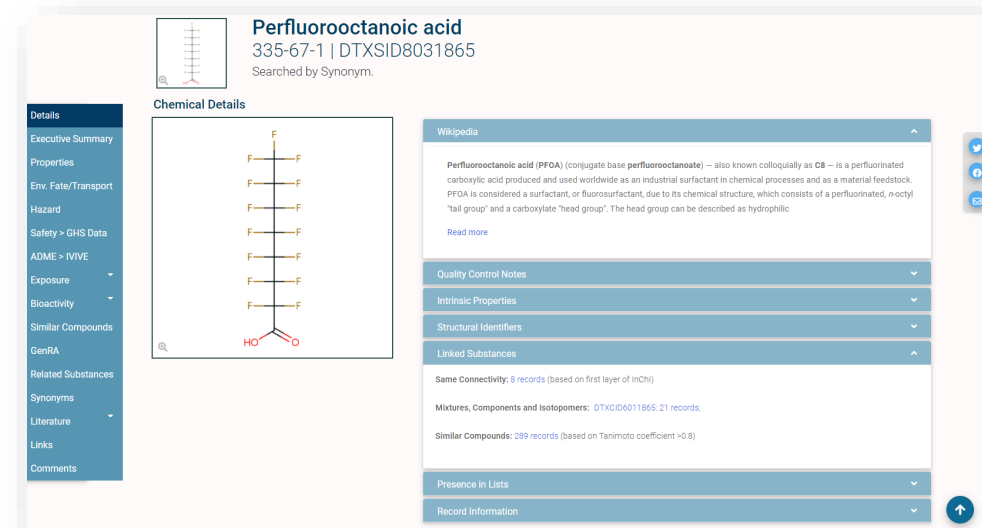 Perfluorooctanoic acid
335-67-1 | DTXSID8031865
Searched by Synonym.
Details
Executive Summary
Properties
Env. Fate/Transport
Hazard
Safety > GHS Data
ADME > IVIVE
Exposure
Bioactivity
Similar Compounds
GenRA
Related Substances
Synonyms
Literature
Links
Comments
Chemical Details
F
F F
F F
F F
F F
F F
F F
F F
HO O
Wikipedia
Perfluorooctanoic acid (PFOA) (conjugate base perfluorooctanoate) — also known colloquially as C8 — is a perfluorinated
carboxylic acid produced and used worldwide as an industrial surfactant in chemical processes and as a material feedstock.
PFOA is considered a surfactant, or fluorosurfactant, due to its chemical structure, which consists of a perfluorinated, n-octyl
"tail group" and a carboxylate "head group". The head group can be described as hydrophilic
Read more
Quality Control Notes
Intrinsic Properties
Structural Identifiers
Linked Substances
Same Connectivity: 8 records (based on first layer of InChI)
Mixtures, Components and Isotopomers: DTXCID6011865: 21 records;
Similar Compounds: 289 records (based on Tanimoto coefficient >0.8)
Presence in Lists
Record Information